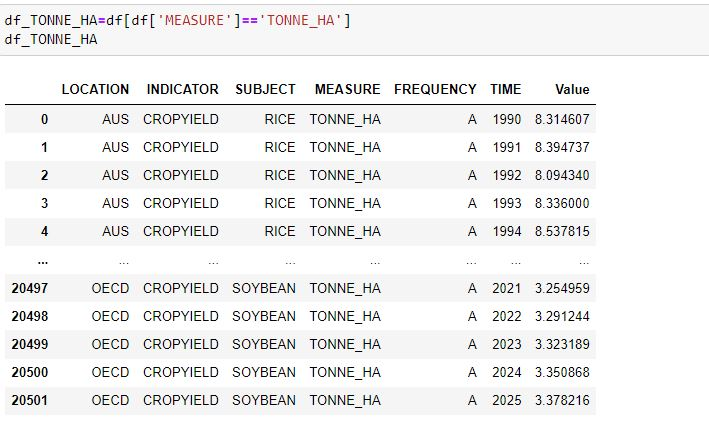 df_TONNE_HA=df[df['MEASURE']=='TONNE_HA']
df_TONNE_HA
LOCATION INDICATOR SUBJECT MEASURE FREQUENCY TIME Value
0 AUS CROPYIELD RICE TONNE_HA A 1990 8.314607
1 AUS CROPYIELD RICE TONNE_HA A 1991 8.394737
2 AUS CROPYIELD RICE TONNE_HA A 1992 8.094340
3 AUS CROPYIELD RICE TONNE_HA A 1993 8.336000
4 AUS CROPYIELD RICE TONNE_HA A 1994 8.537815
... ... ... ... ... ... ... ...
20497 OECD CROPYIELD SOYBEAN TONNE_HA A 2021 3.254959
20498 OECD CROPYIELD SOYBEAN TONNE_HA A 2022 3.291244
20499 OECD CROPYIELD SOYBEAN TONNE_HA A 2023 3.323189
20500 OECD CROPYIELD SOYBEAN TONNE_HA A 2024 3.350868
20501 OECD CROPYIELD SOYBEAN TONNE_HA A 2025 3.378216